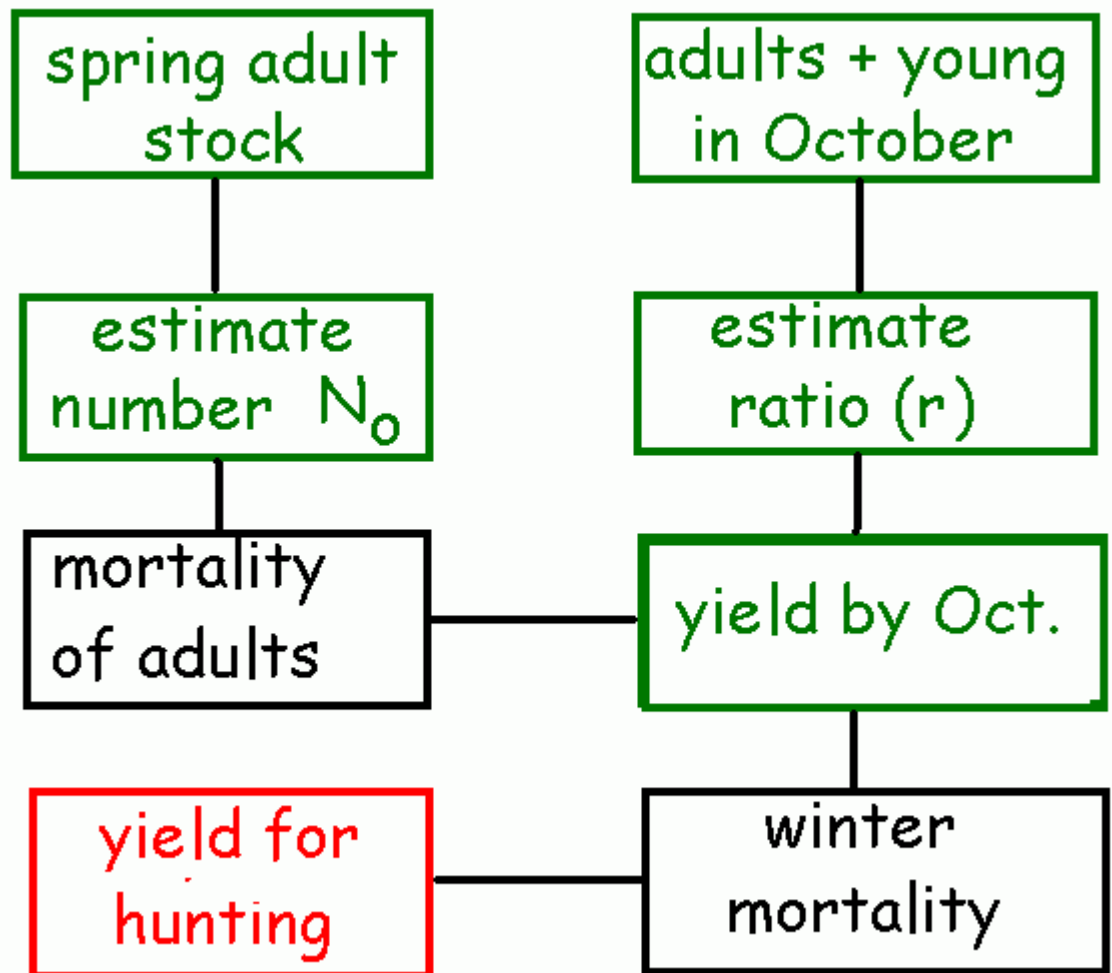 spring adult
stock
adults + young
in October
estimate
number N₀
estimate
ratio (r)
mortality
of adults
yield by Oct.
yield for
hunting
winter
mortality